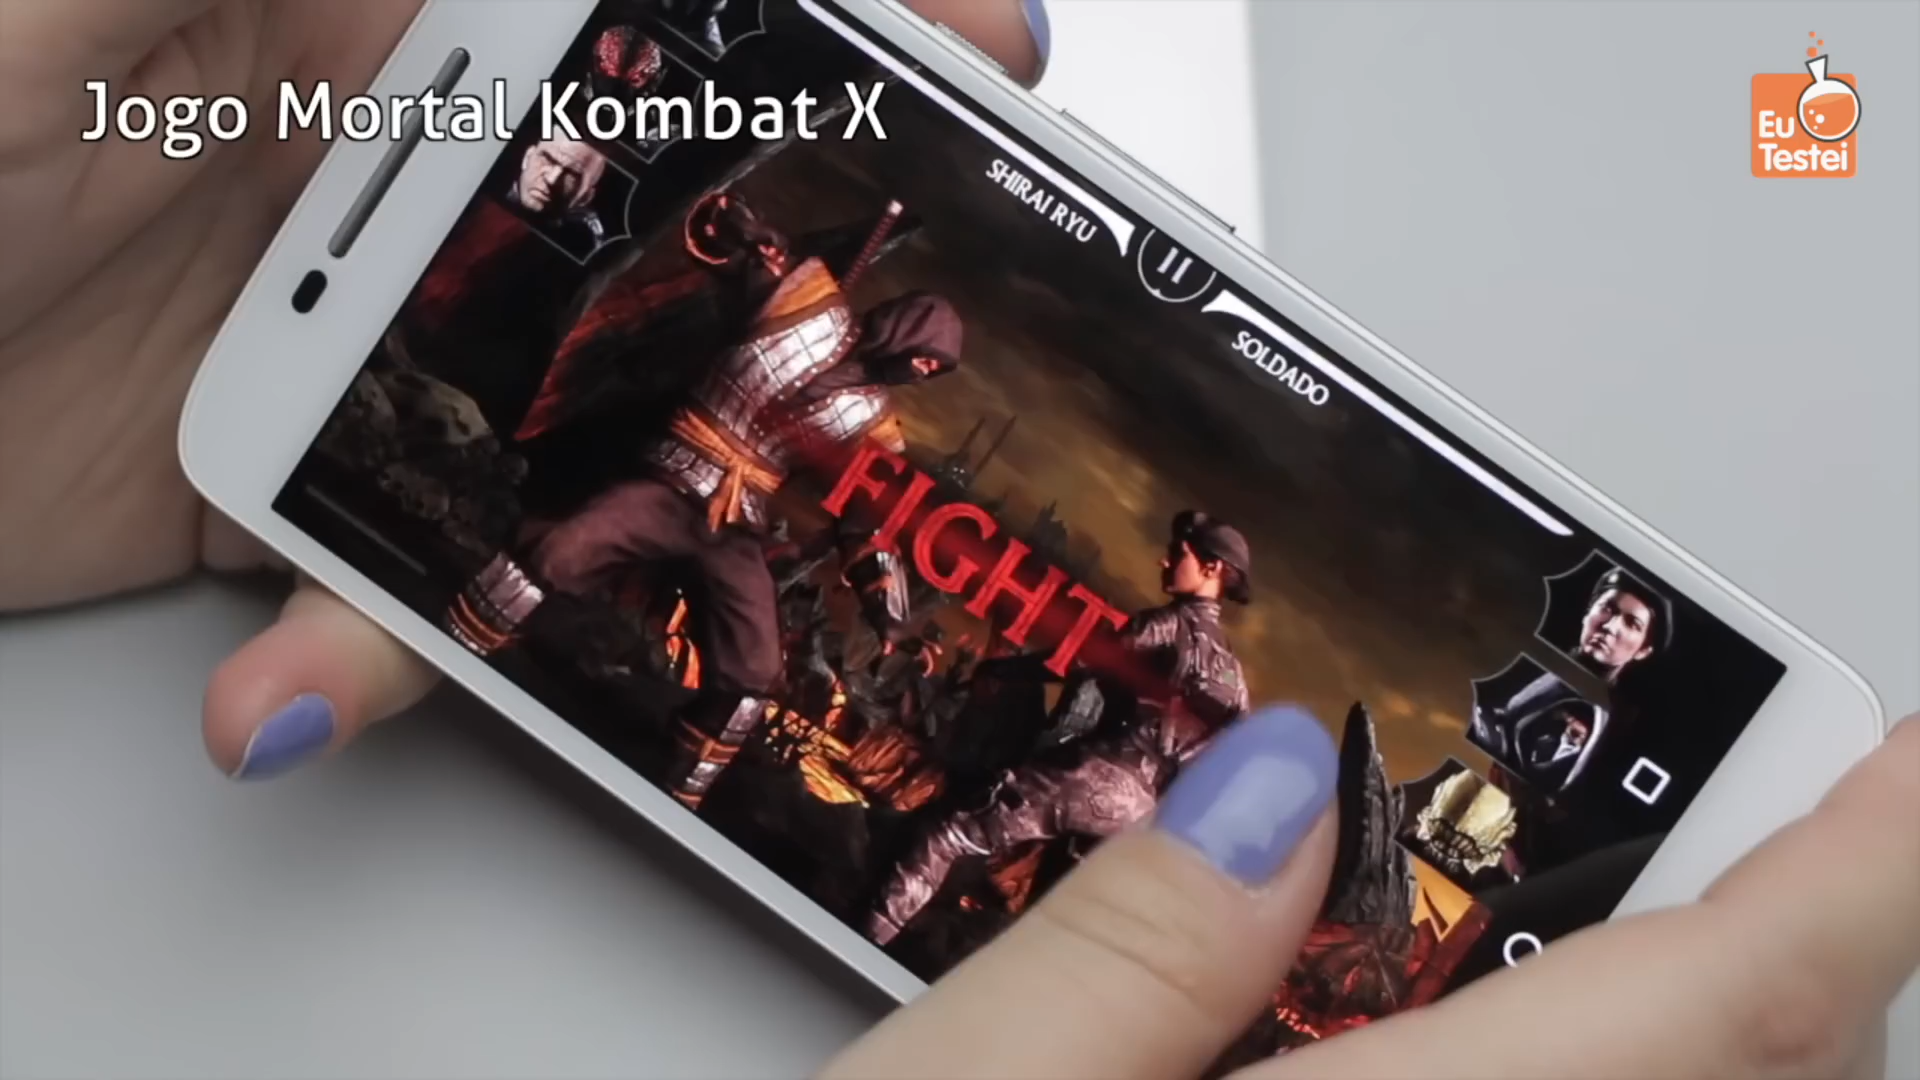 Jogo Mortal Kombat X
Eu
Testei
SHIRAI RYU
SOLDADO
FIGHT